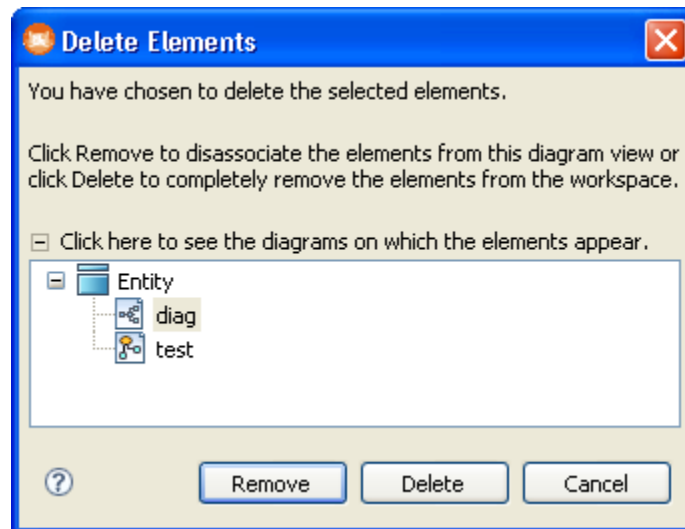 Delete Elements
You have chosen to delete the selected elements.
Click Remove to disassociate the elements from this diagram view or
click Delete to completely remove the elements from the workspace.
Click here to see the diagrams on which the elements appear.
Entity
diag
test
? Remove Delete Cancel